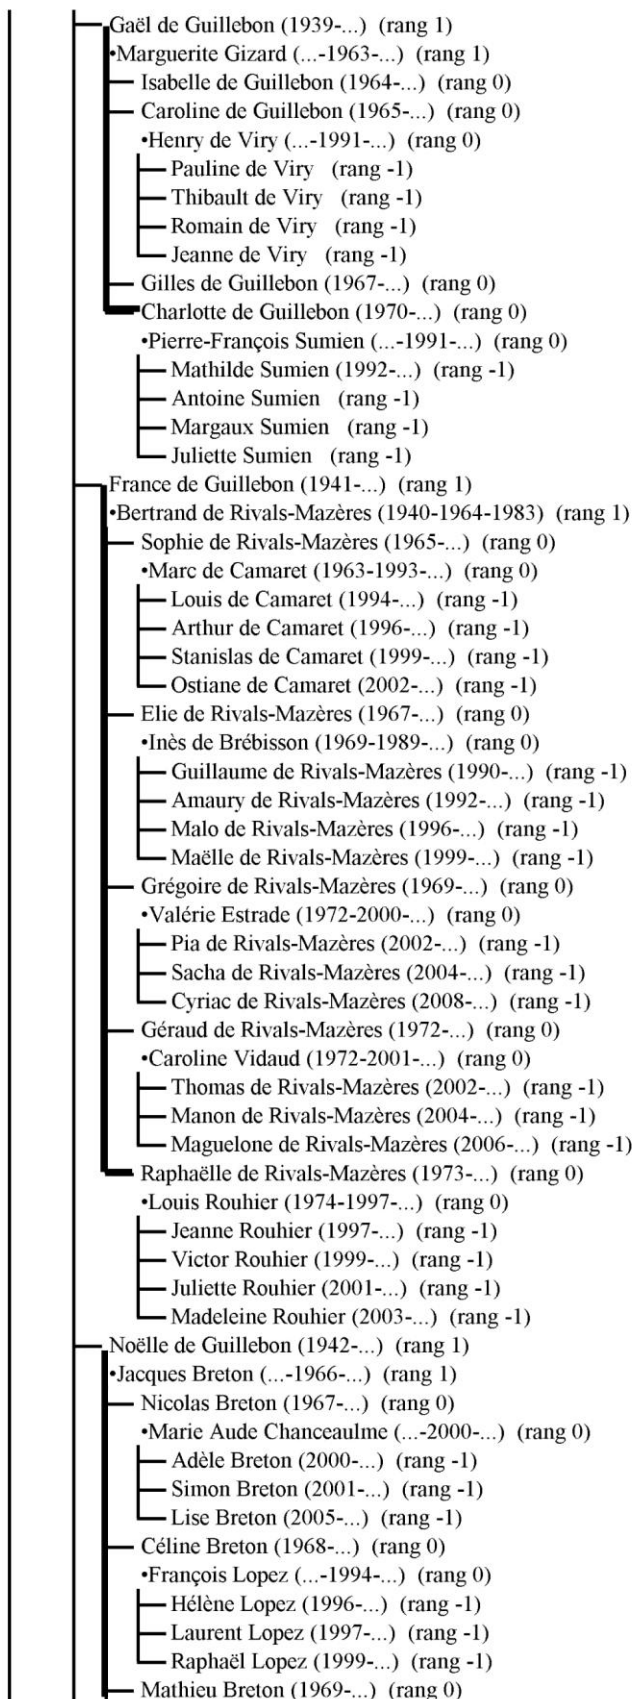 Gaël de Guillebon (1939-...) (rang 1)
•Marguerite Gizard (...-1963-...) (rang 1)
Isabelle de Guillebon (1964-...) (rang 0)
Caroline de Guillebon (1965-...) (rang 0)
•Henry de Viry (...-1991-...) (rang 0)
Pauline de Viry (rang -1)
Thibault de Viry (rang -1)
Romain de Viry (rang -1)
Jeanne de Viry (rang -1)
Gilles de Guillebon (1967-...) (rang 0)
Charlotte de Guillebon (1970-...) (rang 0)
•Pierre-François Sumien (...-1991-...) (rang 0)
Mathilde Sumien (1992-...) (rang -1)
Antoine Sumien (rang -1)
Margaux Sumien (rang -1)
Juliette Sumien (rang -1)
France de Guillebon (1941-...) (rang 1)
•Bertrand de Rivals-Mazères (1940-1964-1983) (rang 1)
Sophie de Rivals-Mazères (1965-...) (rang 0)
•Marc de Camaret (1963-1993-...) (rang 0)
Louis de Camaret (1994-...) (rang -1)
Arthur de Camaret (1996-...) (rang -1)
Stanislas de Camaret (1999-...) (rang -1)
Ostiane de Camaret (2002-...) (rang -1)
Elie de Rivals-Mazères (1967-...) (rang 0)
•Inès de Brébisson (1969-1989-...) (rang 0)
Guillaume de Rivals-Mazères (1990-...) (rang -1)
Amaury de Rivals-Mazères (1992-...) (rang -1)
Malo de Rivals-Mazères (1996-...) (rang -1)
Maëlle de Rivals-Mazères (1999-...) (rang -1)
Grégoire de Rivals-Mazères (1969-...) (rang 0)
•Valérie Estrade (1972-2000-...) (rang 0)
Pia de Rivals-Mazères (2002-...) (rang -1)
Sacha de Rivals-Mazères (2004-...) (rang -1)
Cyriac de Rivals-Mazères (2008-...) (rang -1)
Géraud de Rivals-Mazères (1972-...) (rang 0)
•Caroline Vidaud (1972-2001-...) (rang 0)
Thomas de Rivals-Mazères (2002-...) (rang -1)
Manon de Rivals-Mazères (2004-...) (rang -1)
Maguelone de Rivals-Mazères (2006-...) (rang -1)
Raphaëlle de Rivals-Mazères (1973-...) (rang 0)
•Louis Rouhier (1974-1997-...) (rang 0)
Jeanne Rouhier (1997-...) (rang -1)
Victor Rouhier (1999-...) (rang -1)
Juliette Rouhier (2001-...) (rang -1)
Madeleine Rouhier (2003-...) (rang -1)
Noëlle de Guillebon (1942-...) (rang 1)
•Jacques Breton (...-1966-...) (rang 1)
Nicolas Breton (1967-...) (rang 0)
•Marie Aude Chanceaulme (...-2000-...) (rang 0)
Adèle Breton (2000-...) (rang -1)
Simon Breton (2001-...) (rang -1)
Lise Breton (2005-...) (rang -1)
Céline Breton (1968-...) (rang 0)
•François Lopez (...-1994-...) (rang 0)
Hélène Lopez (1996-...) (rang -1)
Laurent Lopez (1997-...) (rang -1)
Raphaël Lopez (1999-...) (rang -1)
Mathieu Breton (1969-...) (rang 0)